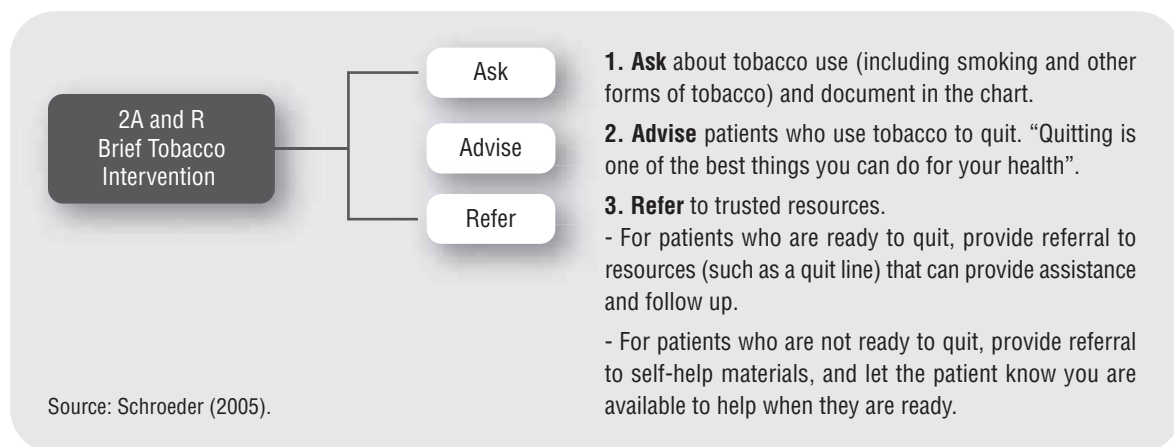 2A and R
Brief Tobacco
Intervention
Ask
Advise
Refer
1. Ask about tobacco use (including smoking and other
forms of tobacco) and document in the chart.
2. Advise patients who use tobacco to quit. “Quitting is
one of the best things you can do for your health”.
3. Refer to trusted resources.
- For patients who are ready to quit, provide referral to
resources (such as a quit line) that can provide assistance
and follow up.
- For patients who are not ready to quit, provide referral
to self-help materials, and let the patient know you are
available to help when they are ready.
Source: Schroeder (2005).